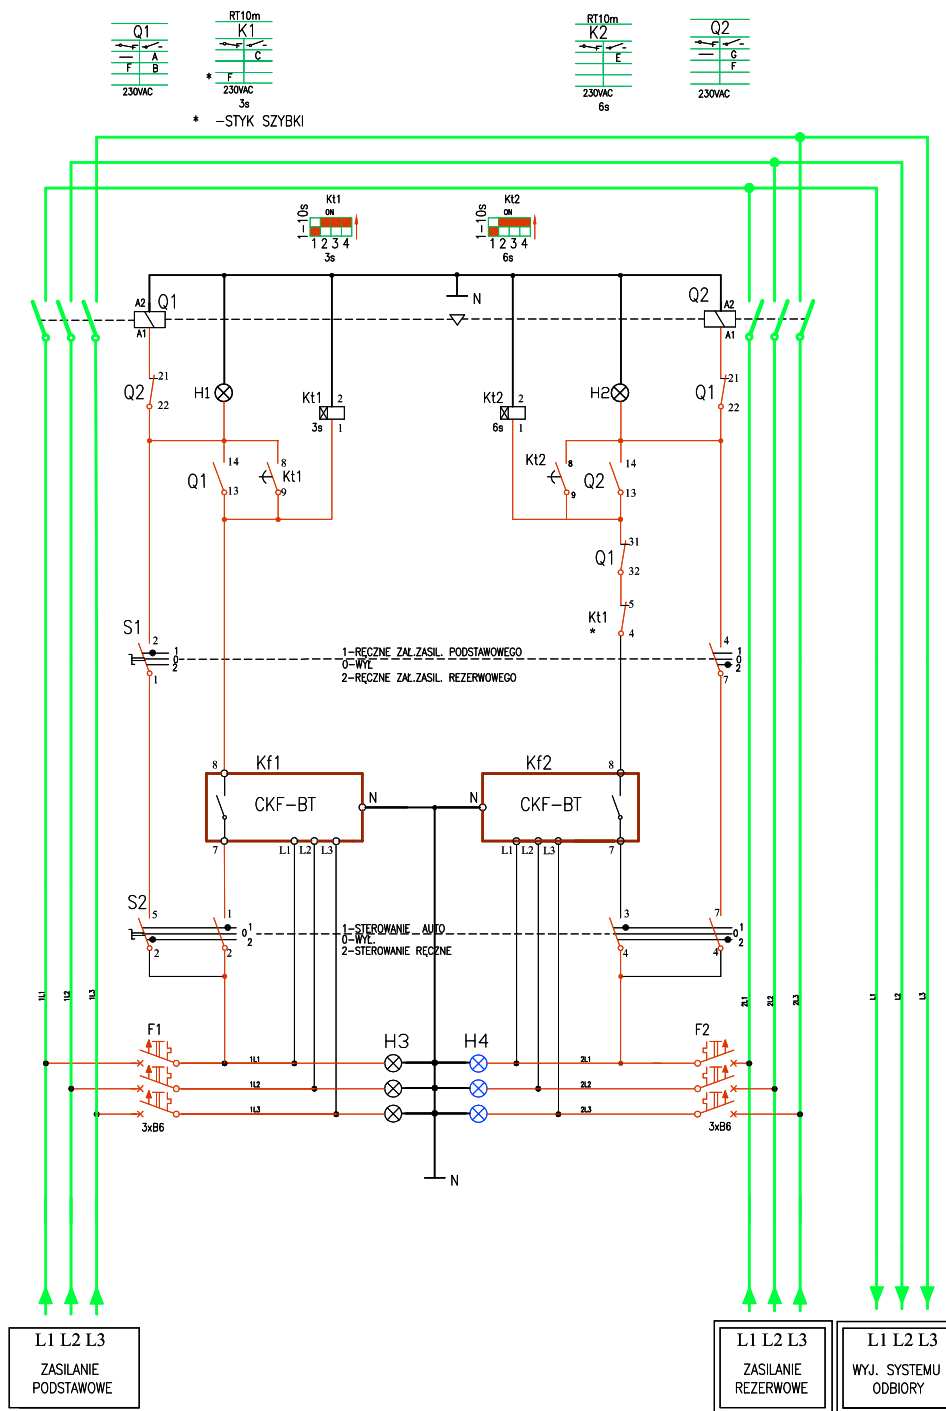 Q1
A
F B
230VAC
RT10m
K1
C
* F
230VAC
3s
* -STYK SZYBKI
RT10m
K2
E
230VAC
6s
Q2
G
F
230VAC
Kt1
ON
1-10s
1 2 3 4
3s
Kt2
ON
1-10s
1 2 3 4
6s
N
A2 Q1
A1
Q2 A2
A1
Q2 21
22
H1
Kt1 2
3s 1
Kt2 2
6s 1
H2
Q1 21
22
Q1 14
13
8
Kt1
9
Kt2 8
9
Q2 14
13
Q1 31
32
Kt1 5
* 4
S1 2
1
0
2
1
1-RĘCZNE ZAŁ.ZASIL. PODSTAWOWEGO
0-WYŁ
2-RĘCZNE ZAŁ.ZASIL. REZERWOWEGO
4
1
0
2
7
8 Kf1
CKF-BT
N
7 L1 L2 L3
Kf2 8
N
CKF-BT
L1 L2 L3 7
S2 5 1
1
0
2
2 2
1-STEROWANIE AUTO
0-WYŁ.
2-STEROWANIE RĘCZNE
3 7
1
0
2
4 4
1L1 1L2 1L3
2L1 2L2 2L3
L1 L2 L3
F1
H3 H4
F2
1L1 2L1
1L2 2L2
1L3 2L3
3xB6
3xB6
N
L1 L2 L3
ZASILANIE
PODSTAWOWE
L1 L2 L3
ZASILANIE
REZERWOWE
L1 L2 L3
WYJ. SYSTEMU
ODBIORY